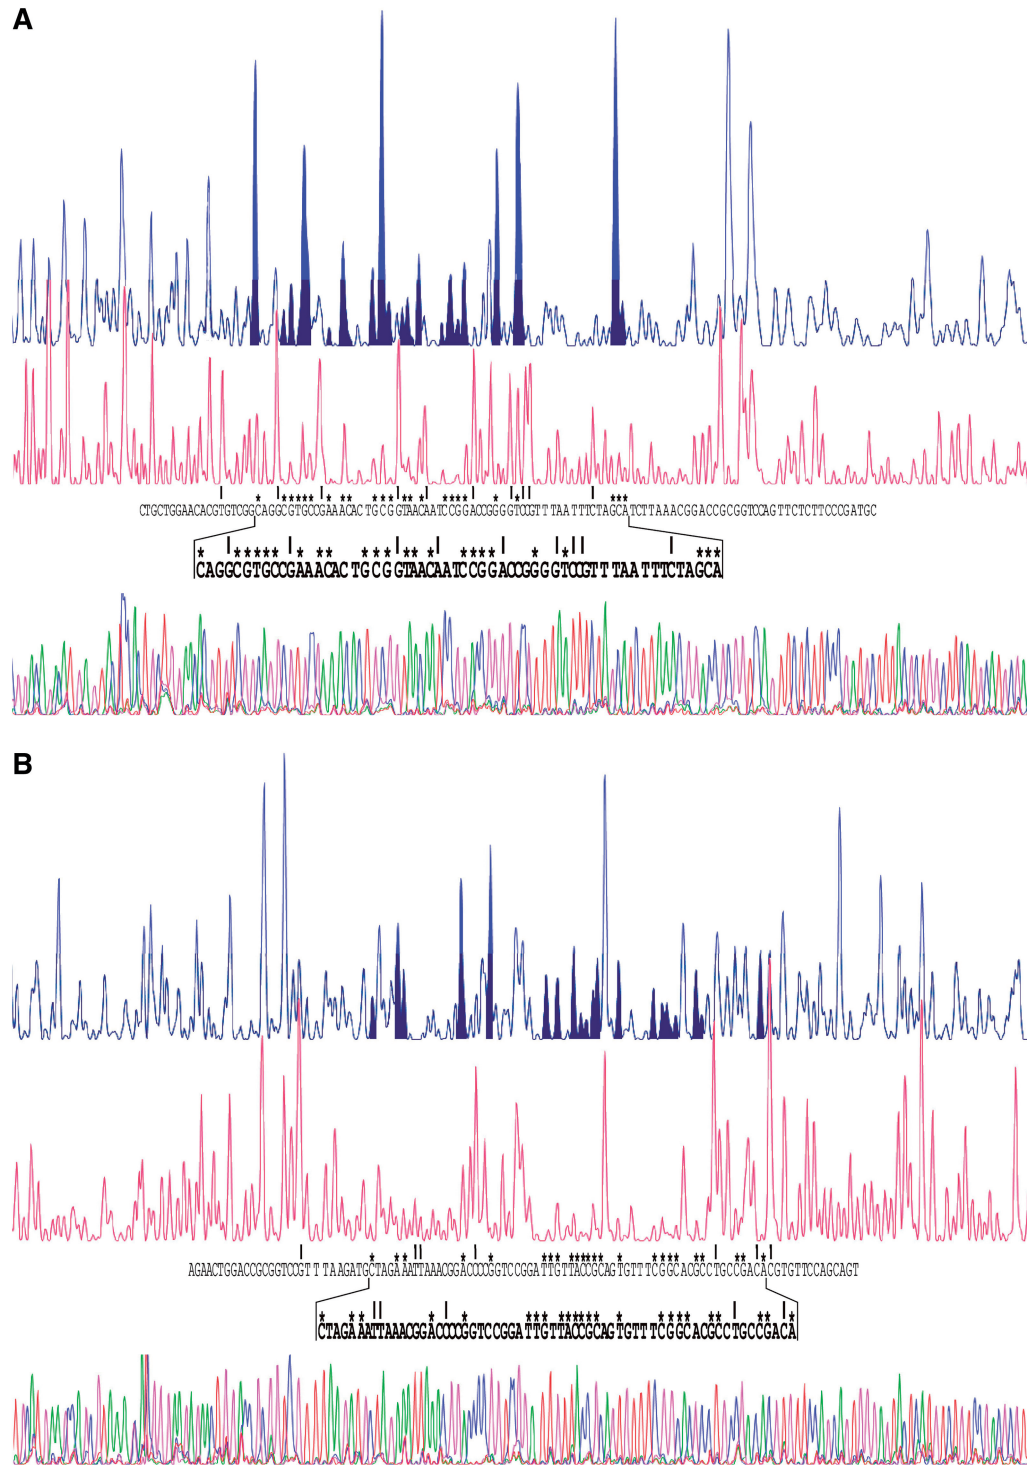 A
CTGCTGGAACACGTGTCGGCAGGCGTGCCGAAACACTGCGGTAACAATCCGGACCGGGGTCCGTTTAATTTCTAGCATCTTAAACGGACCGCGGTCCAGTTCTCTTCCCGATGC
CAGGCGTGCCGAAACACTGCGGTAACAATCCGGACCGGGGTCCGTTTAATTTCTAGCA
B
AGAACTGGACCGCGGTCCGTTTAAGATGCTAGAAATTAAACGGACCCCGGTCCGGATTGTTACCGCAGTGTTTCGGCACGCCTGCCGACACGTGTTCCAGCAGT
CTAGAAATTAAACGGACCCCGGTCCGGATTGTTACCGCAGTGTTTCGGCACGCCTGCCGACA